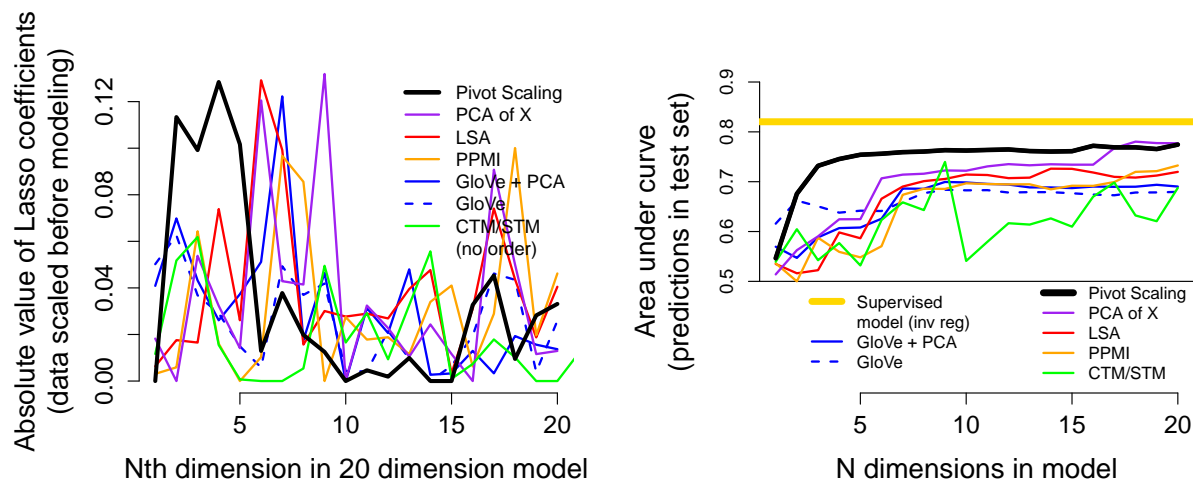 Absolute value of Lasso coefficients
(data scaled before modeling)
0.00
0.04
0.08
0.12
5
10
15
20
Nth dimension in 20 dimension model
Pivot Scaling
PCA of X
LSA
PPMI
GloVe + PCA
GloVe
CTM/STM
(no order)
Area under curve
(predictions in test set)
0.5
0.6
0.7
0.8
0.9
5
10
15
20
N dimensions in model
Supervised
model (inv reg)
GloVe + PCA
GloVe
Pivot Scaling
PCA of X
LSA
PPMI
CTM/STM